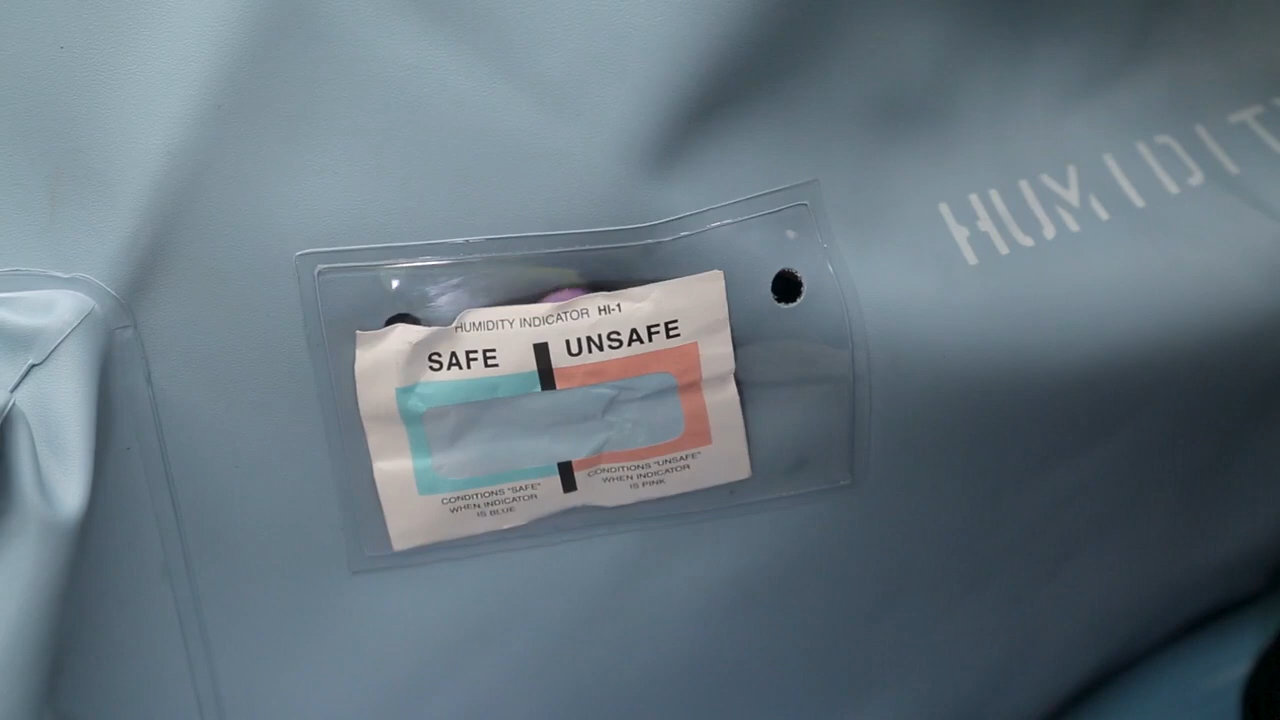 HUMIDIT
HUMIDITY INDICATOR HI-1
SAFE UNSAFE
CONDITIONS "SAFE"
WHEN INDICATOR
IS BLUE
CONDITIONS "UNSAFE"
WHEN INDICATOR
IS PINK